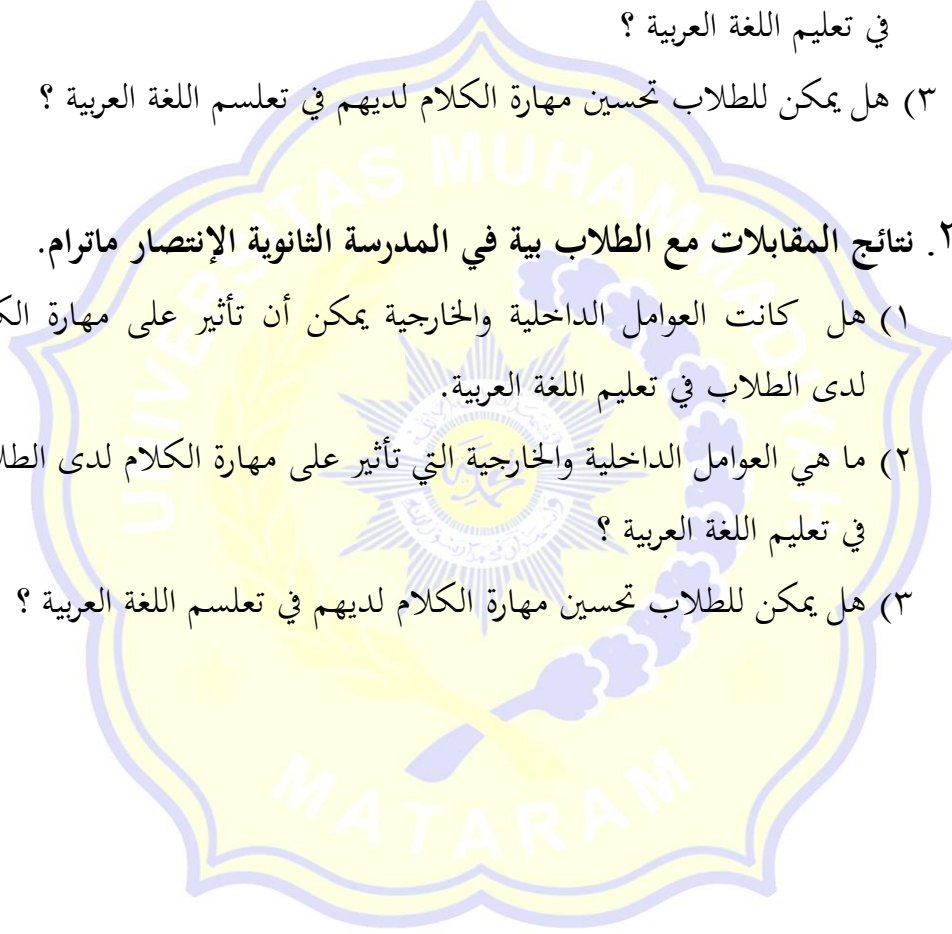 في تعليم اللغة العربية ؟
٣) هل يمكن للطلاب تحسين مهارة الكلام لديهم في تعلسم اللغة العربية ؟
٢. نتائج المقابلات مع الطلاب بية في المدرسة الثانوية الإنتصار ماترام.
١) هل كانت العوامل الداخلية والخارجية يمكن أن تأثير على مهارة
لدى الطلاب في تعليم اللغة العربية.
٢) ما هي العوامل الداخلية والخارجية التي تأثير على مهارة الكلام لدى
في تعليم اللغة العربية ؟
٣) هل يمكن للطلاب تحسين مهارة الكلام لديهم في تعلسم اللغة العربية ؟
UNIVERSITAS MUHAMMADIYAH
MATARAM